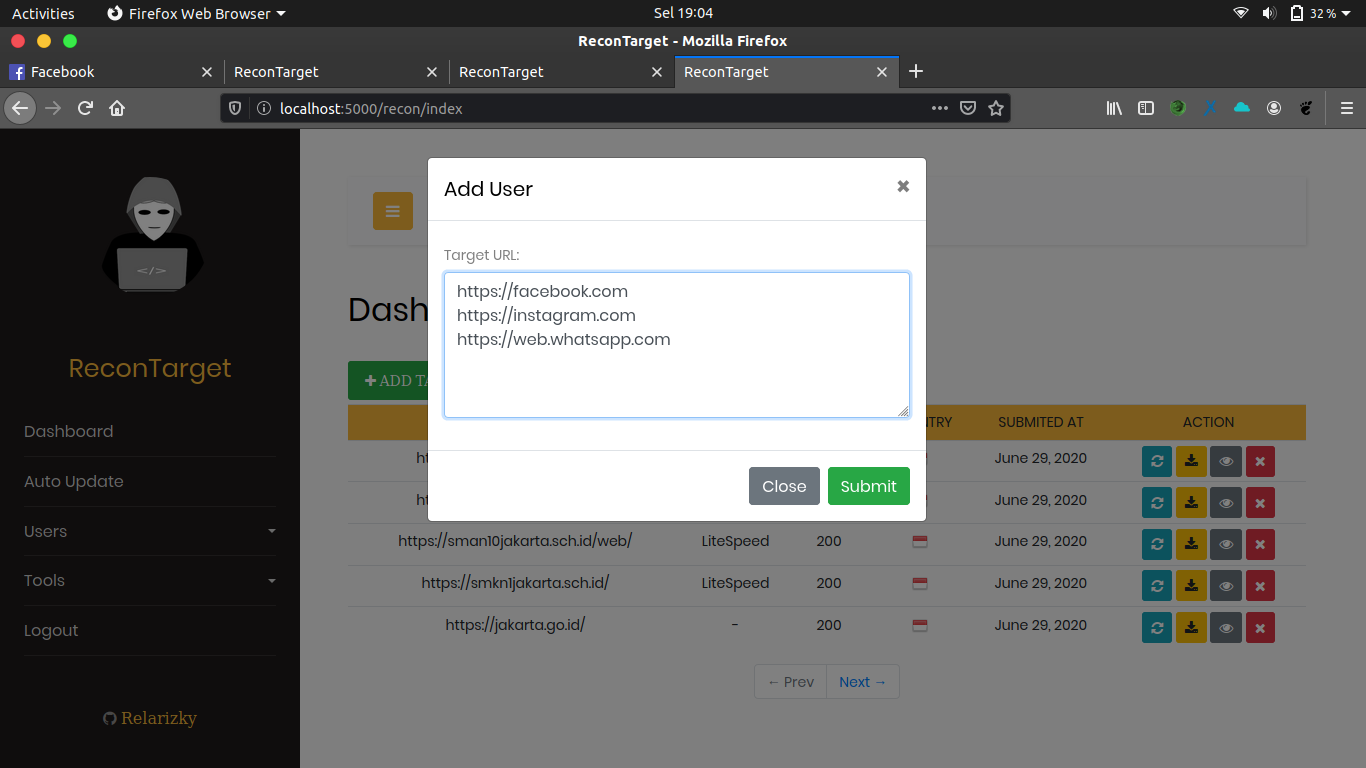 Activities Firefox Web Browser Sel 19:04 32 %
ReconTarget - Mozilla Firefox
Facebook ReconTarget ReconTarget ReconTarget
localhost:5000/recon/index
</>
ReconTarget
Dashboard
Auto Update
Users
Tools
Logout
Relarizky
Add User
Target URL:
https://facebook.com
https://instagram.com
https://web.whatsapp.com
Close Submit
Dash
ADD TA
NTRY SUBMITED AT ACTION
ht June 29, 2020
ht June 29, 2020
https://sman10jakarta.sch.id/web/ LiteSpeed 200 June 29, 2020
https://smkn1jakarta.sch.id/ LiteSpeed 200 June 29, 2020
https://jakarta.go.id/ - 200 June 29, 2020
← Prev Next →